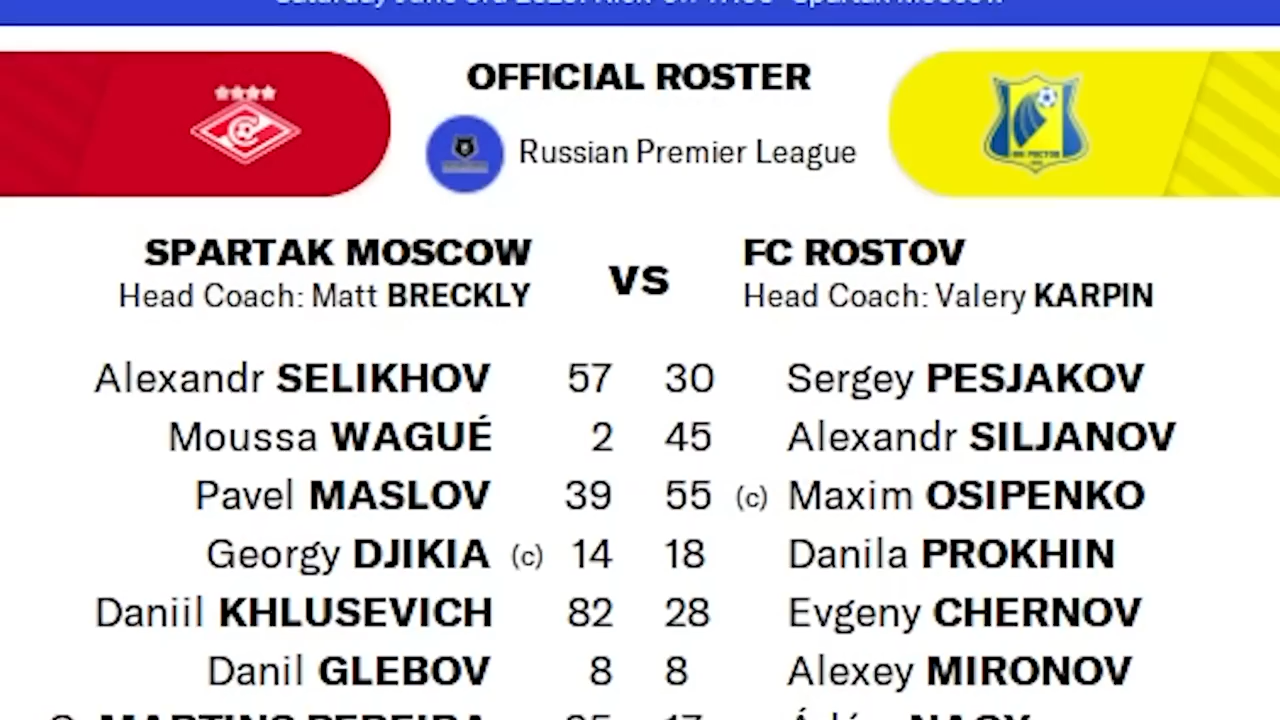 OFFICIAL ROSTER
Russian Premier League
SPARTAK MOSCOW vs FC ROSTOV
Head Coach: Matt BRECKLY Head Coach: Valery KARPIN
Alexandr SELIKHOV 57 30 Sergey PESJAKOV
Moussa WAGUÉ 2 45 Alexandr SILJANOV
Pavel MASLOV 39 55 (c) Maxim OSIPENKO
Georgy DJIKIA (c) 14 18 Danila PROKHIN
Daniil KHLUSEVICH 82 28 Evgeny CHERNOV
Danil GLEBOV 8 8 Alexey MIRONOV